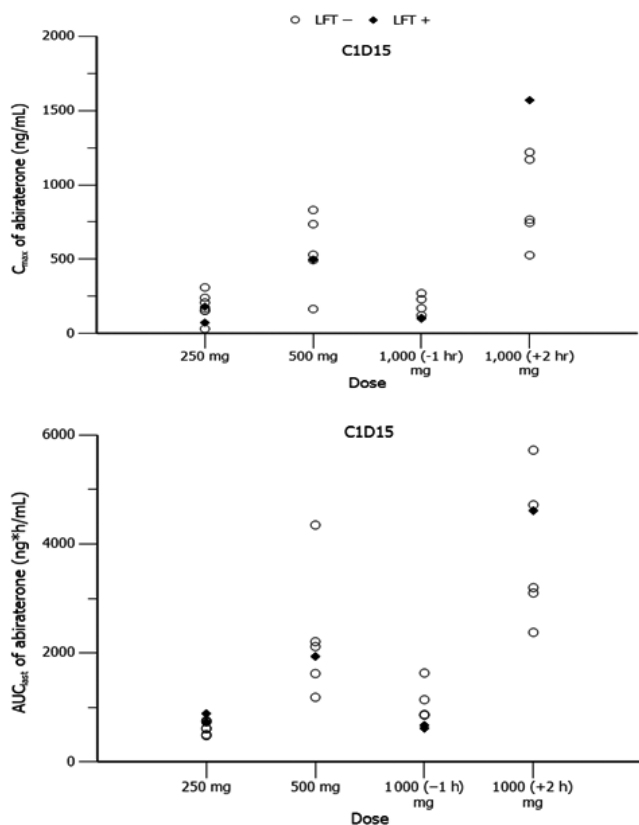 LFT − LFT +
C1D15
2000
1500
1000
500
0
Cmax of abiraterone (ng/mL)
250 mg 500 mg 1,000 (-1 hr) mg 1,000 (+2 hr) mg
Dose
C1D15
6000
4000
2000
0
AUClast of abiraterone (ng*h/mL)
250 mg 500 mg 1000 (−1 h) mg 1000 (+2 h) mg
Dose